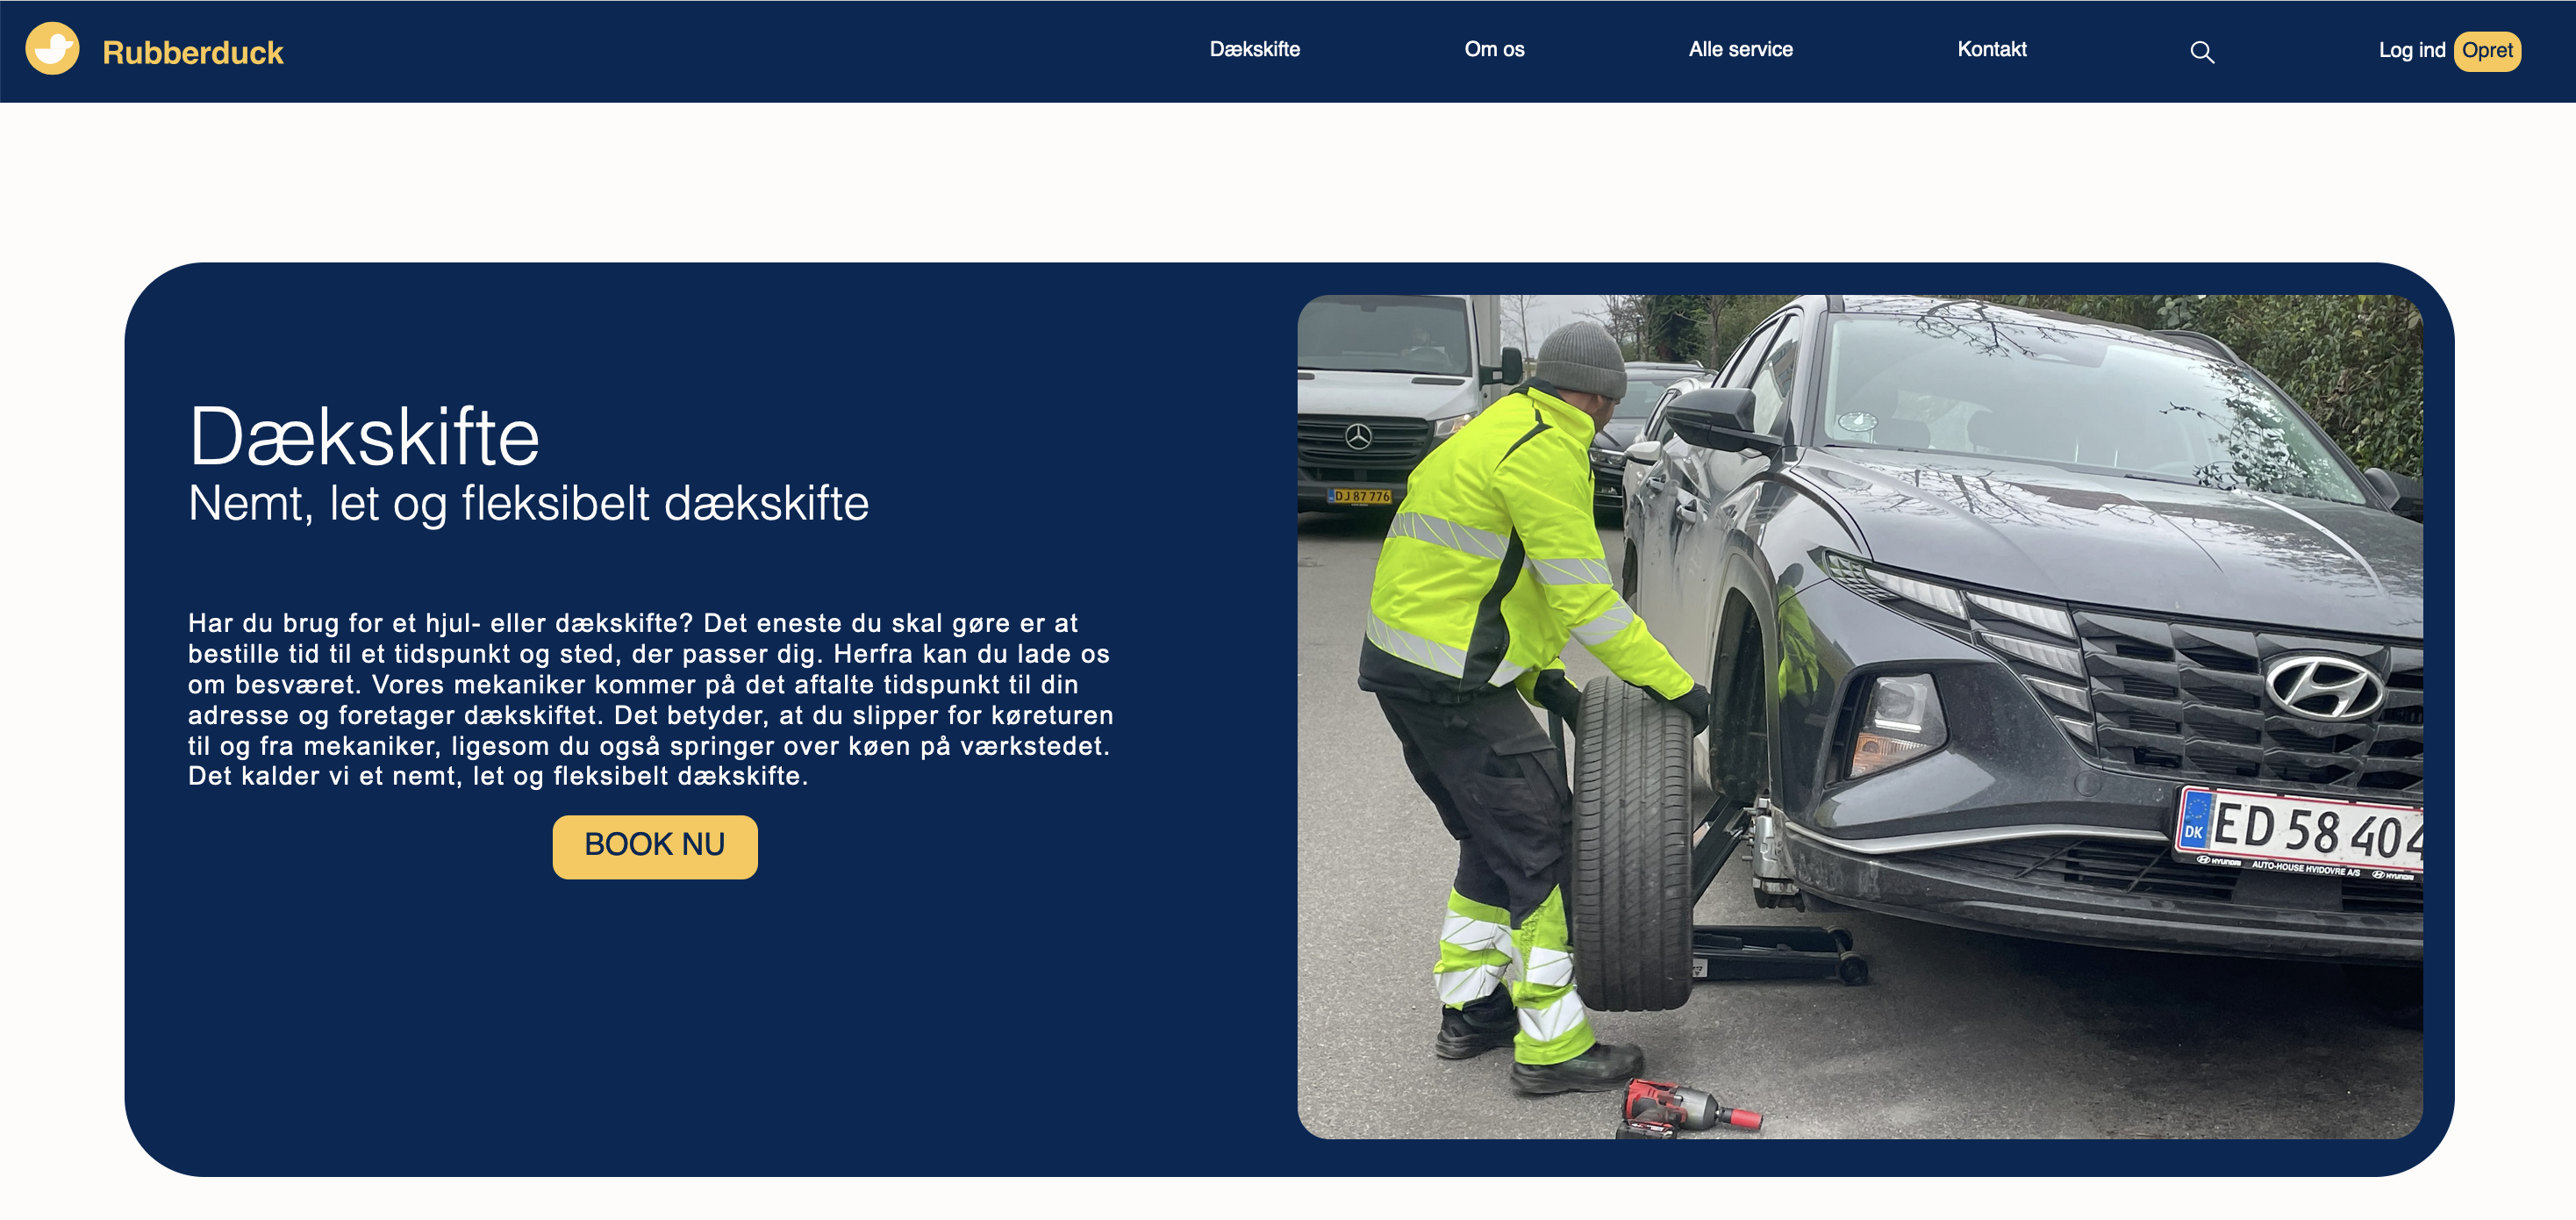 Rubberduck
Dækskifte
Om os
Alle service
Kontakt
Log ind
Opret
Dækskifte
Nemt, let og fleksibelt dækskifte
Har du brug for et hjul- eller dækskifte? Det eneste du skal gøre er at
bestille tid til et tidspunkt og sted, der passer dig. Herfra kan du lade os
om besværet. Vores mekaniker kommer på det aftalte tidspunkt til din
adresse og foretager dækskiftet. Det betyder, at du slipper for køreturen
til og fra mekaniker, ligesom du også springer over køen på værkstedet.
Det kalder vi et nemt, let og fleksibelt dækskifte.
BOOK NU
DJ 87 776
DK
ED 58 404
HYUNDAI AUTO-HOUSE HVIDOVRE A/S HYUNDAI